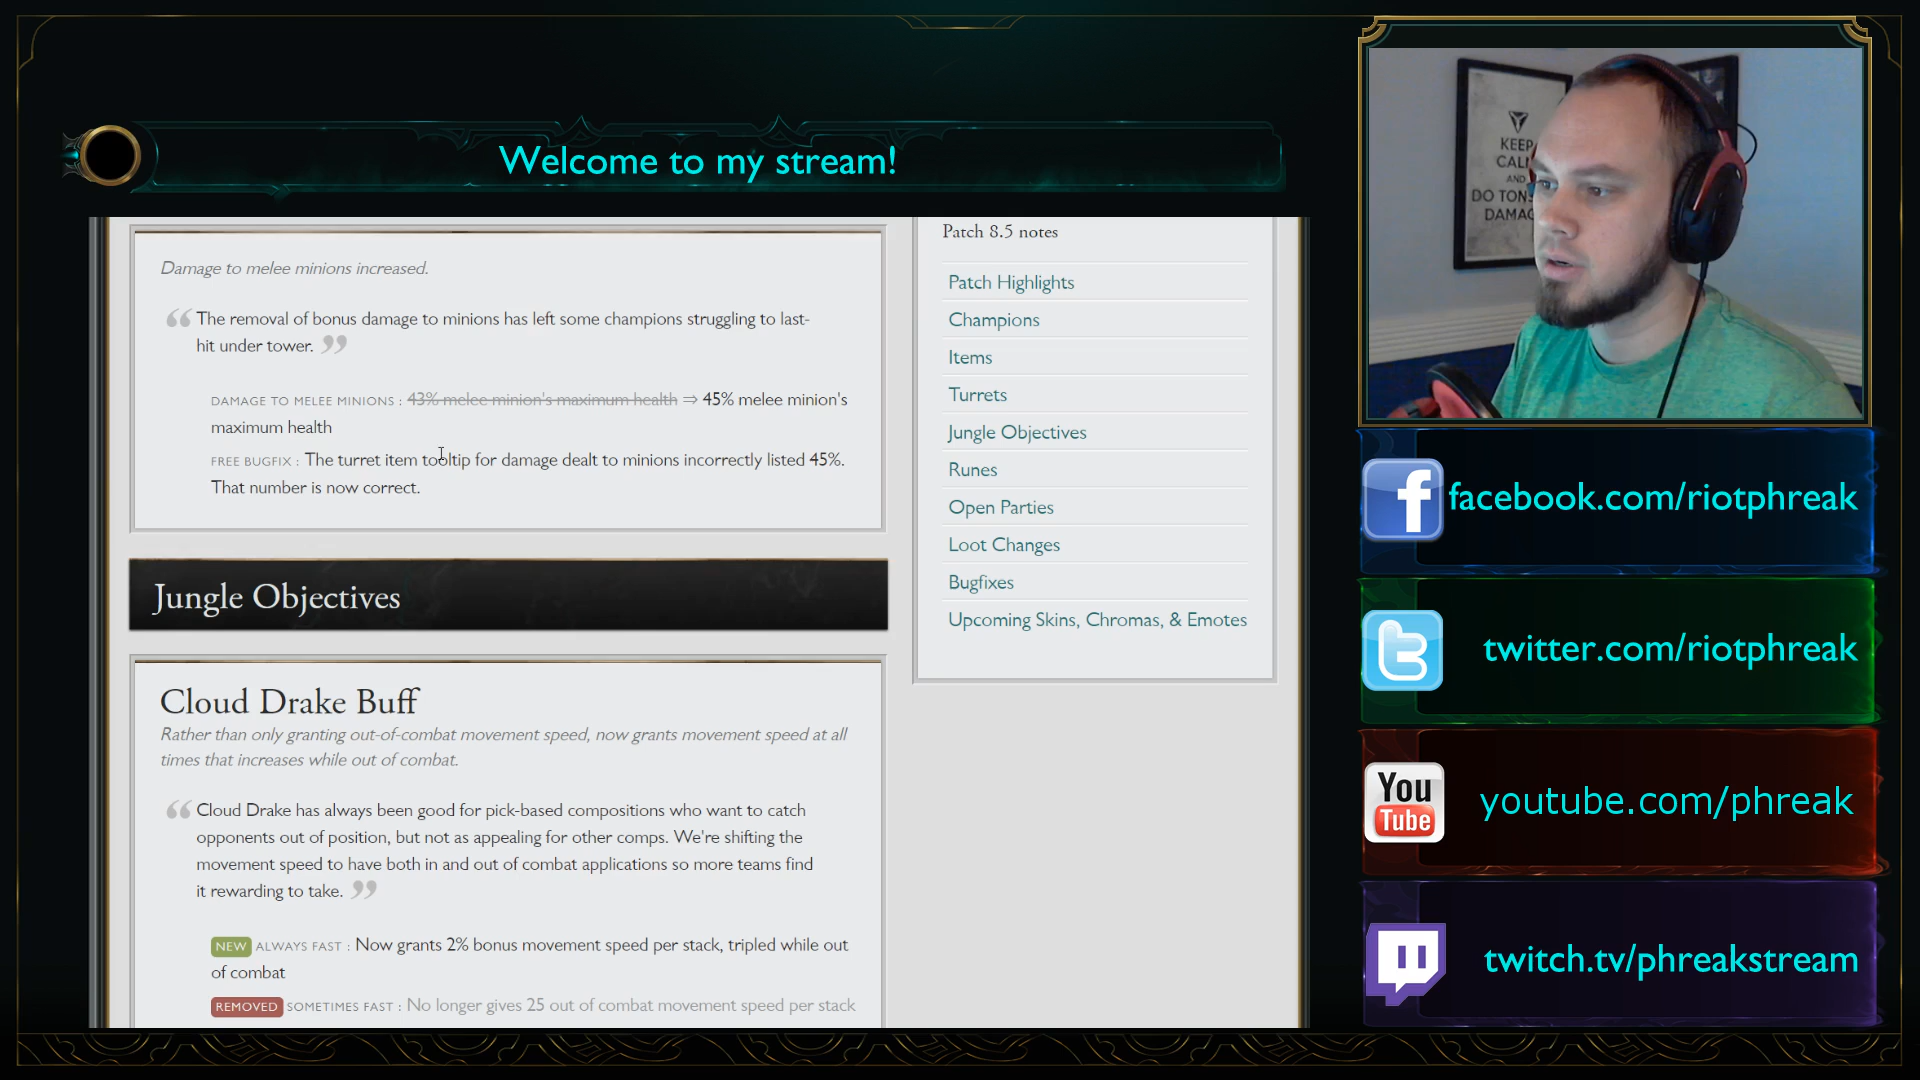 Welcome to my stream!
Damage to melee minions increased.
“ The removal of bonus damage to minions has left some champions struggling to last-
hit under tower. ”
DAMAGE TO MELEE MINIONS : 43% melee minion's maximum health ⇒ 45% melee minion's
maximum health
FREE BUGFIX : The turret item tooltip for damage dealt to minions incorrectly listed 45%.
That number is now correct.
Jungle Objectives
Cloud Drake Buff
Rather than only granting out-of-combat movement speed, now grants movement speed at all
times that increases while out of combat.
“ Cloud Drake has always been good for pick-based compositions who want to catch
opponents out of position, but not as appealing for other comps. We're shifting the
movement speed to have both in and out of combat applications so more teams find
it rewarding to take. ”
NEW ALWAYS FAST : Now grants 2% bonus movement speed per stack, tripled while out
of combat
REMOVED SOMETIMES FAST : No longer gives 25 out of combat movement speed per stack
Patch 8.5 notes
Patch Highlights
Champions
Items
Turrets
Jungle Objectives
Runes
Open Parties
Loot Changes
Bugfixes
Upcoming Skins, Chromas, & Emotes
KEEP
AND
DO TONS
facebook.com/riotphreak
twitter.com/riotphreak
You
Tube
youtube.com/phreak
twitch.tv/phreakstream